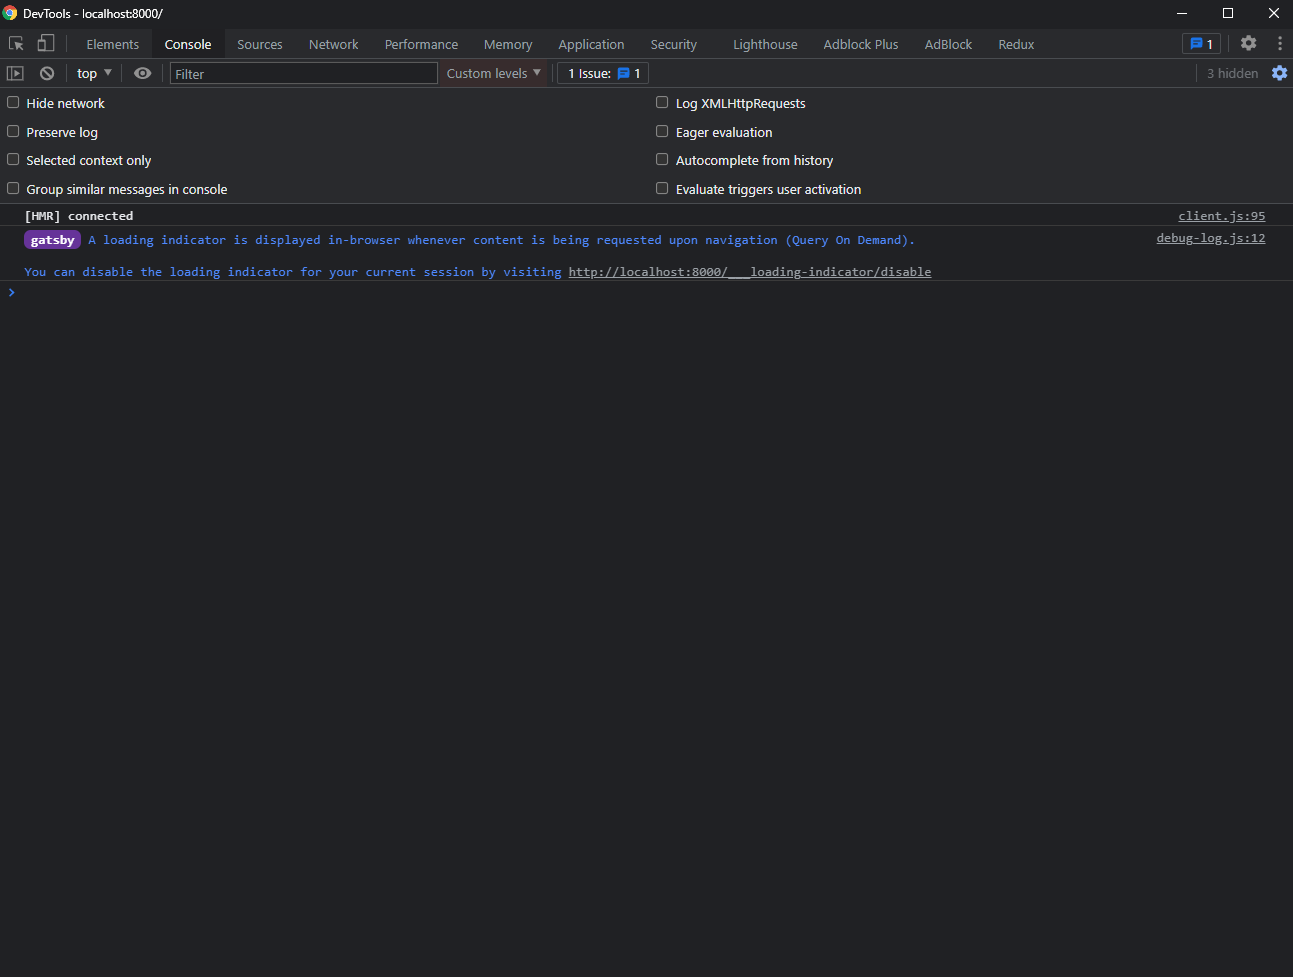 DevTools - localhost:8000/
Elements Console Sources Network Performance Memory Application Security Lighthouse Adblock Plus AdBlock Redux 1
top Filter Custom levels 1 Issue: 1 3 hidden
Hide network Log XMLHttpRequests
Preserve log Eager evaluation
Selected context only Autocomplete from history
Group similar messages in console Evaluate triggers user activation
[HMR] connected client.js:95
gatsby A loading indicator is displayed in-browser whenever content is being requested upon navigation (Query On Demand). debug-log.js:12
You can disable the loading indicator for your current session by visiting http://localhost:8000/___loading-indicator/disable